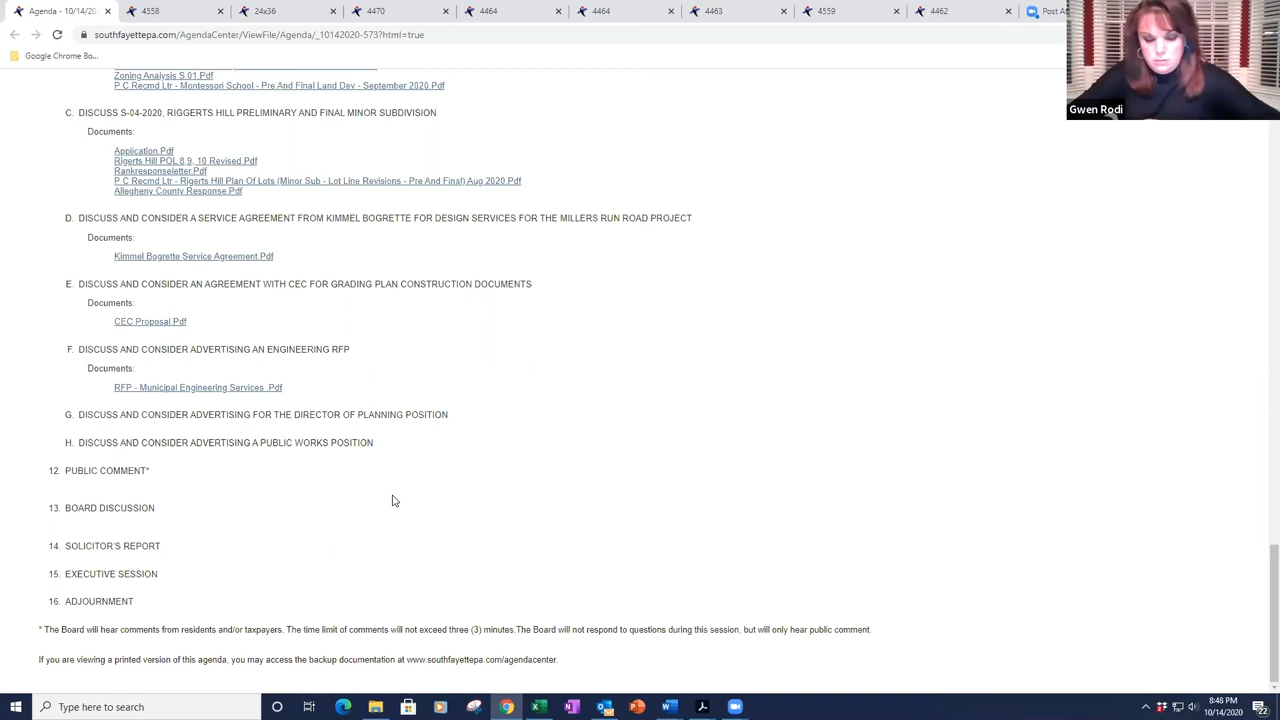 Agenda - 10/14/20
4558
24x36
4470
4464
4464
4463
4559
4462
Post A
southfayettepa.com/AgendaCenter/ViewFile/Agenda/_10142020-
Google Chrome Bo...
Gwen Rodi
Zoning Analysis S.01.Pdf
P C Recmd Ltr - Montessori School - Pre And Final Land Dev - September 2020.Pdf
C. DISCUSS S-04-2020, RIGGERTS HILL PRELIMINARY AND FINAL MINOR SUBDIVISION
Documents:
Application.Pdf
Rigerts Hill POL 8,9, 10 Revised.Pdf
Rankresponseletter.Pdf
P C Recmd Ltr - Rigerts Hill Plan Of Lots (Minor Sub - Lot Line Revisions - Pre And Final) Aug 2020.Pdf
Allegheny County Response.Pdf
D. DISCUSS AND CONSIDER A SERVICE AGREEMENT FROM KIMMEL BOGRETTE FOR DESIGN SERVICES FOR THE MILLERS RUN ROAD PROJECT
Documents:
Kimmel Bogrette Service Agreement.Pdf
E. DISCUSS AND CONSIDER AN AGREEMENT WITH CEC FOR GRADING PLAN CONSTRUCTION DOCUMENTS
Documents:
CEC Proposal.Pdf
F. DISCUSS AND CONSIDER ADVERTISING AN ENGINEERING RFP
Documents:
RFP - Municipal Engineering Services .Pdf
G. DISCUSS AND CONSIDER ADVERTISING FOR THE DIRECTOR OF PLANNING POSITION
H. DISCUSS AND CONSIDER ADVERTISING A PUBLIC WORKS POSITION
12. PUBLIC COMMENT*
13. BOARD DISCUSSION
14. SOLICITOR'S REPORT
15. EXECUTIVE SESSION
16. ADJOURNMENT
* The Board will hear comments from residents and/or taxpayers. The time limit of comments will not exceed three (3) minutes.The Board will not respond to questions during this session, but will only hear public comment.
If you are viewing a printed version of this agenda, you may access the backup documentation at www.southfayettepa.com/agendacenter.
Type here to search
8:48 PM
10/14/2020
22